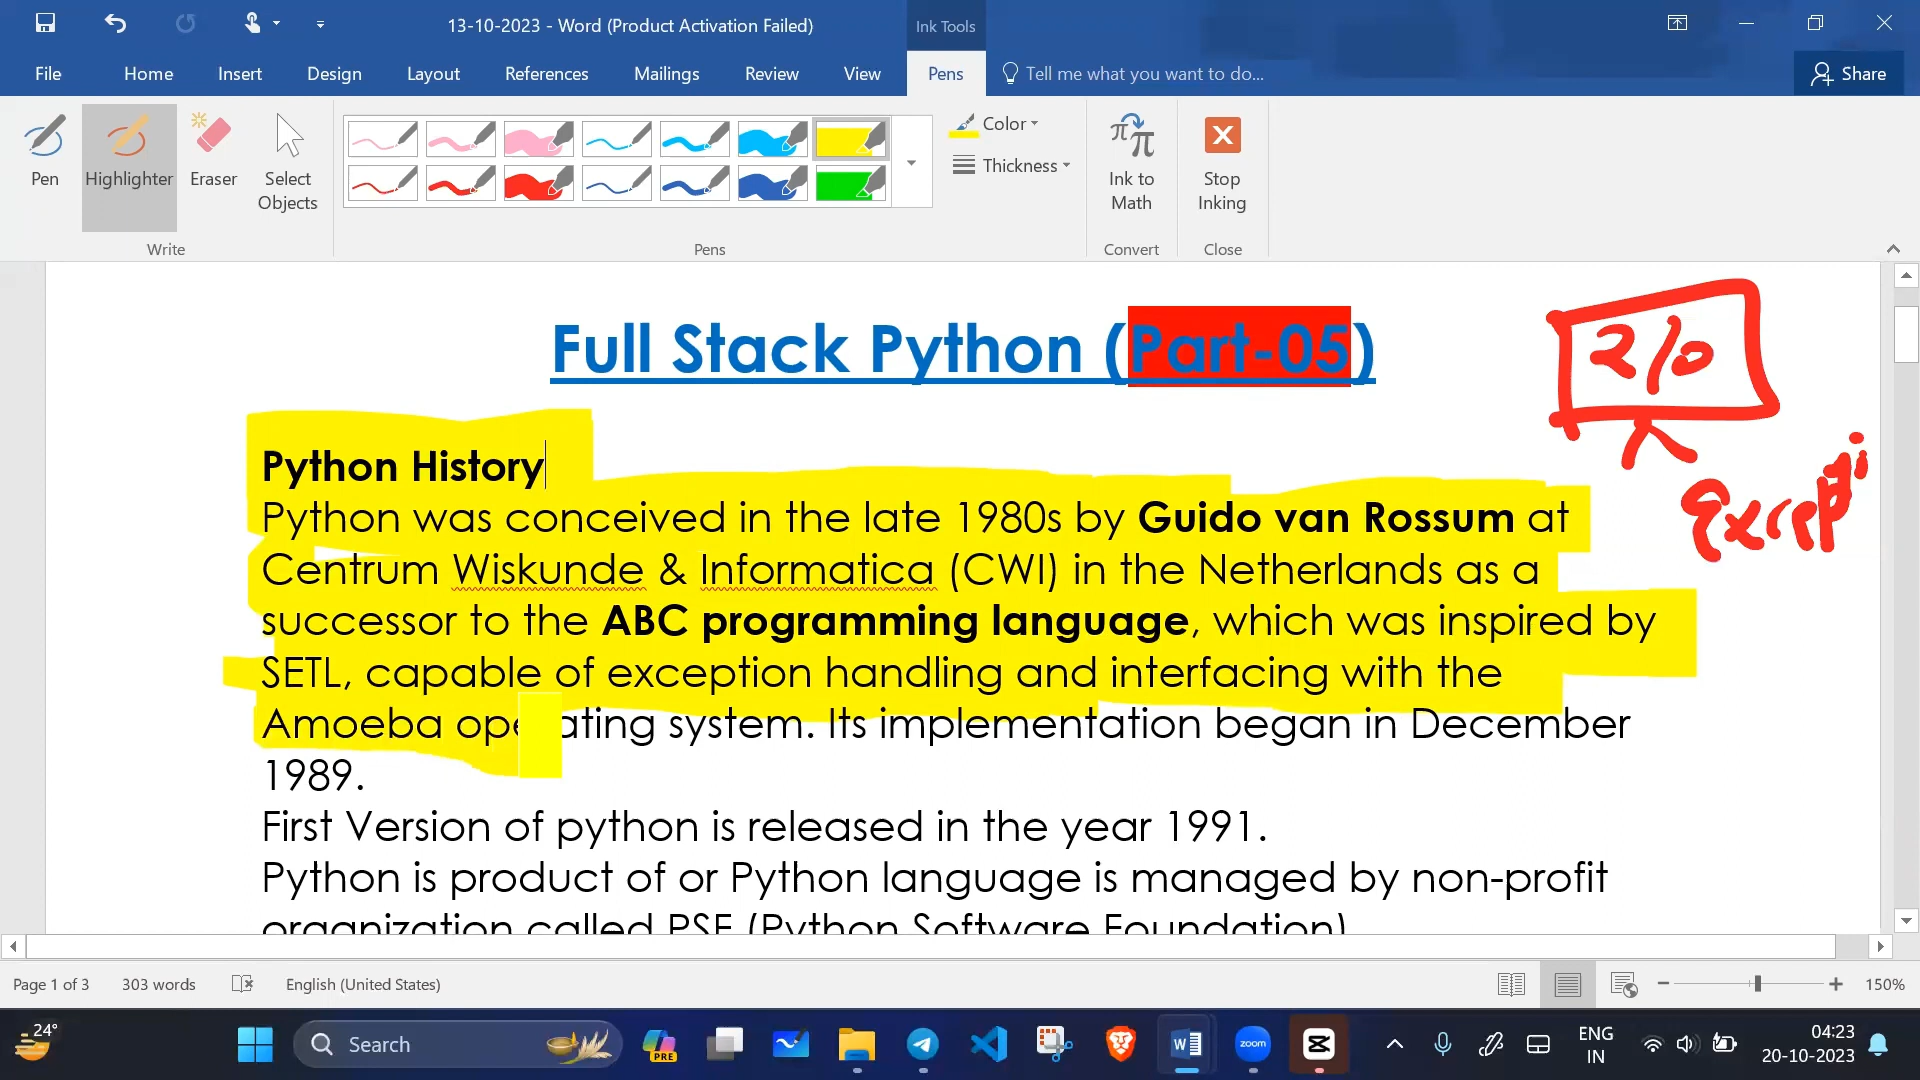 13-10-2023 - Word (Product Activation Failed)
Ink Tools
File
Home
Insert
Design
Layout
References
Mailings
Review
View
Pens
Tell me what you want to do...
Share
Pen
Highlighter
Eraser
Select
Objects
Color
Thickness
Ink to
Math
Stop
Inking
Write
Pens
Convert
Close
Full Stack Python (Part-05)
Python History
Python was conceived in the late 1980s by Guido van Rossum at
Centrum Wiskunde & Informatica (CWI) in the Netherlands as a
successor to the ABC programming language, which was inspired by
SETL, capable of exception handling and interfacing with the
Amoeba operating system. Its implementation began in December
1989.
First Version of python is released in the year 1991.
Python is product of or Python language is managed by non-profit
organization called PSF (Python Software Foundation)
2/0
Page 1 of 3
303 words
English (United States)
150%
24°
Search
PRE
zoom
ENG
IN
04:23
20-10-2023